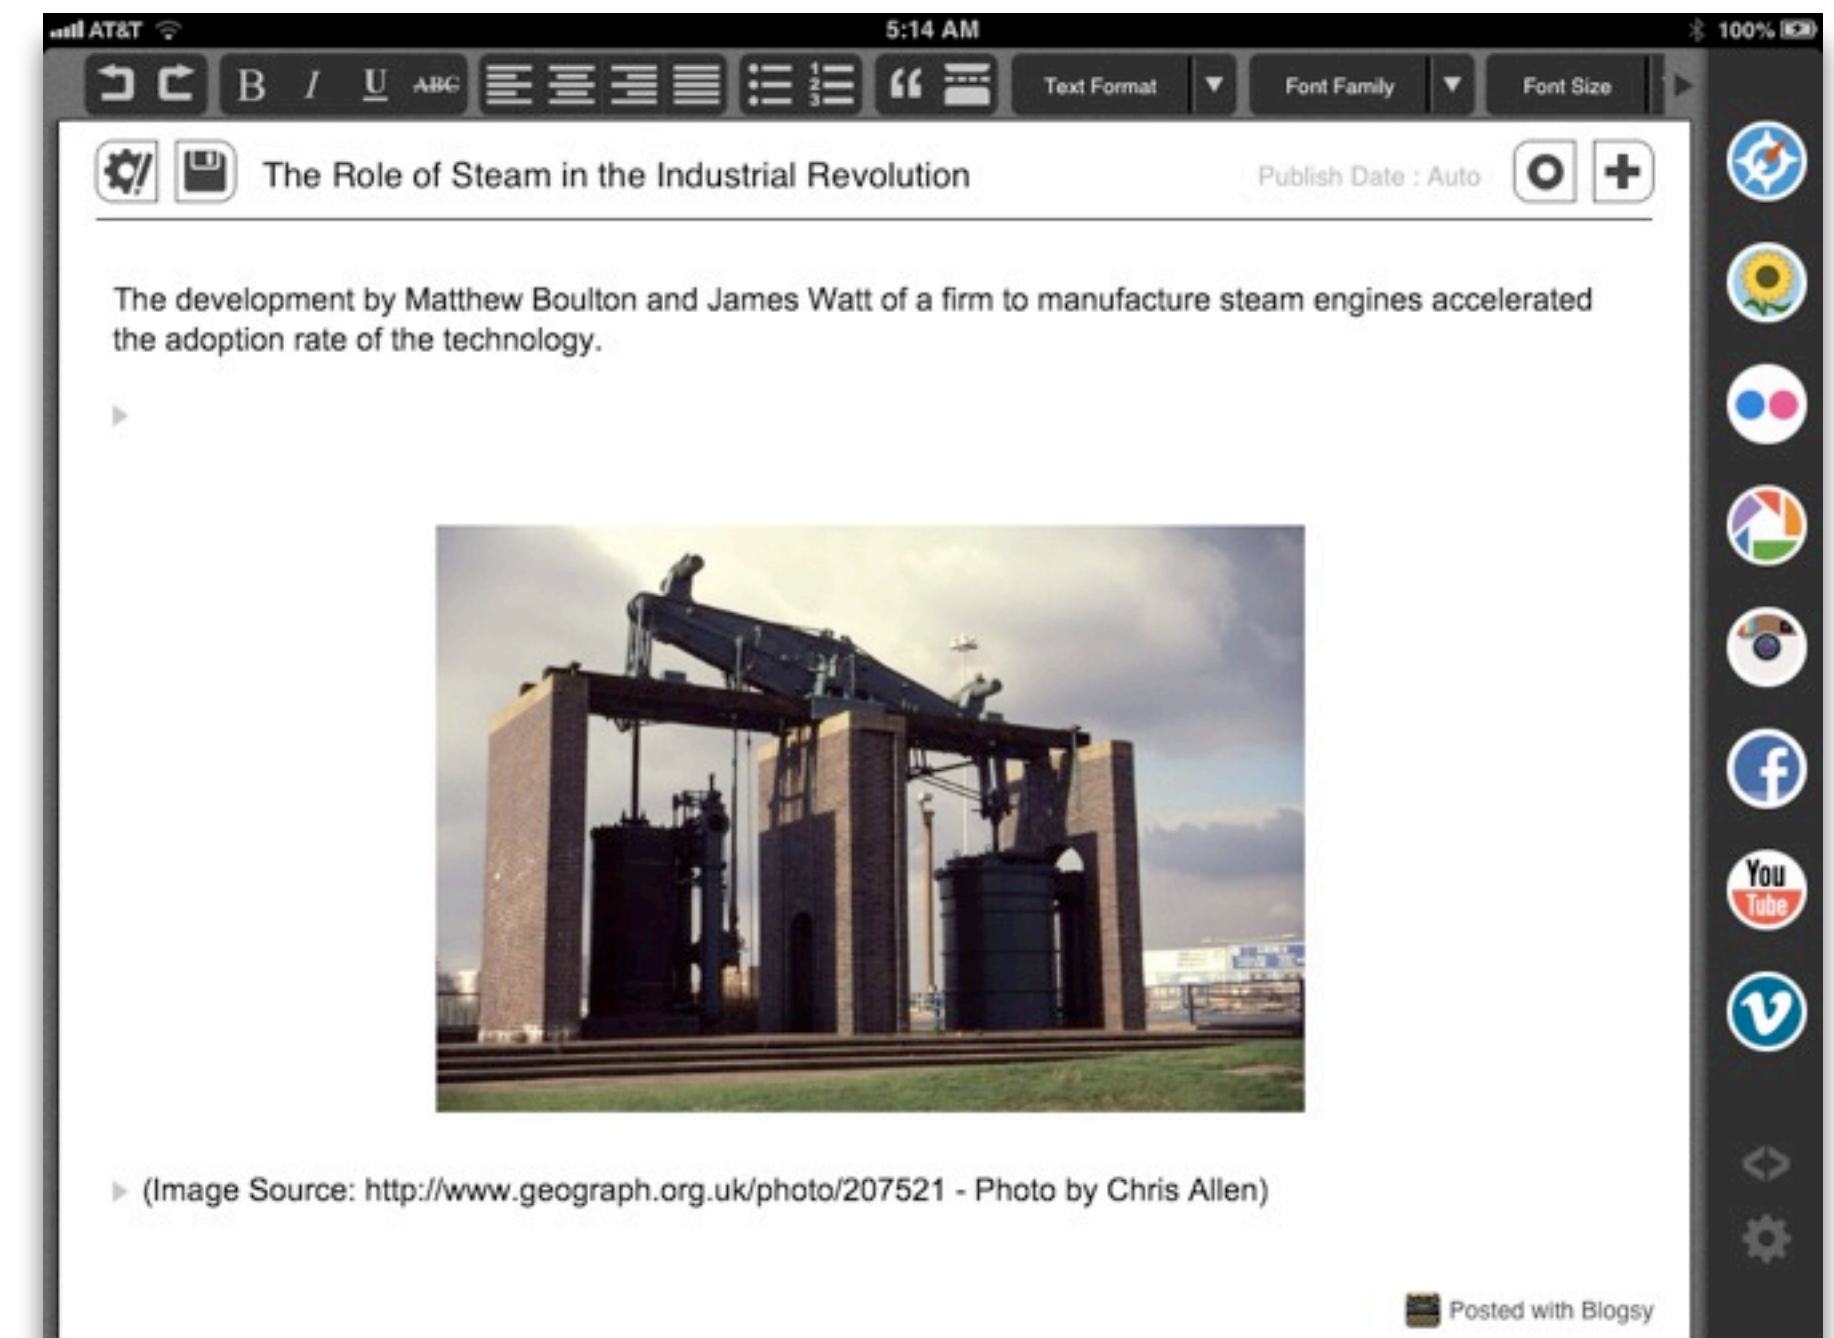 AT&T 5:14 AM 100%
B I U ABC 1 2 3 “ Text Format Font Family Font Size
The Role of Steam in the Industrial Revolution Publish Date : Auto
The development by Matthew Boulton and James Watt of a firm to manufacture steam engines accelerated
the adoption rate of the technology.
You
Tube
(Image Source: http://www.geograph.org.uk/photo/207521 - Photo by Chris Allen)
Posted with Blogsy